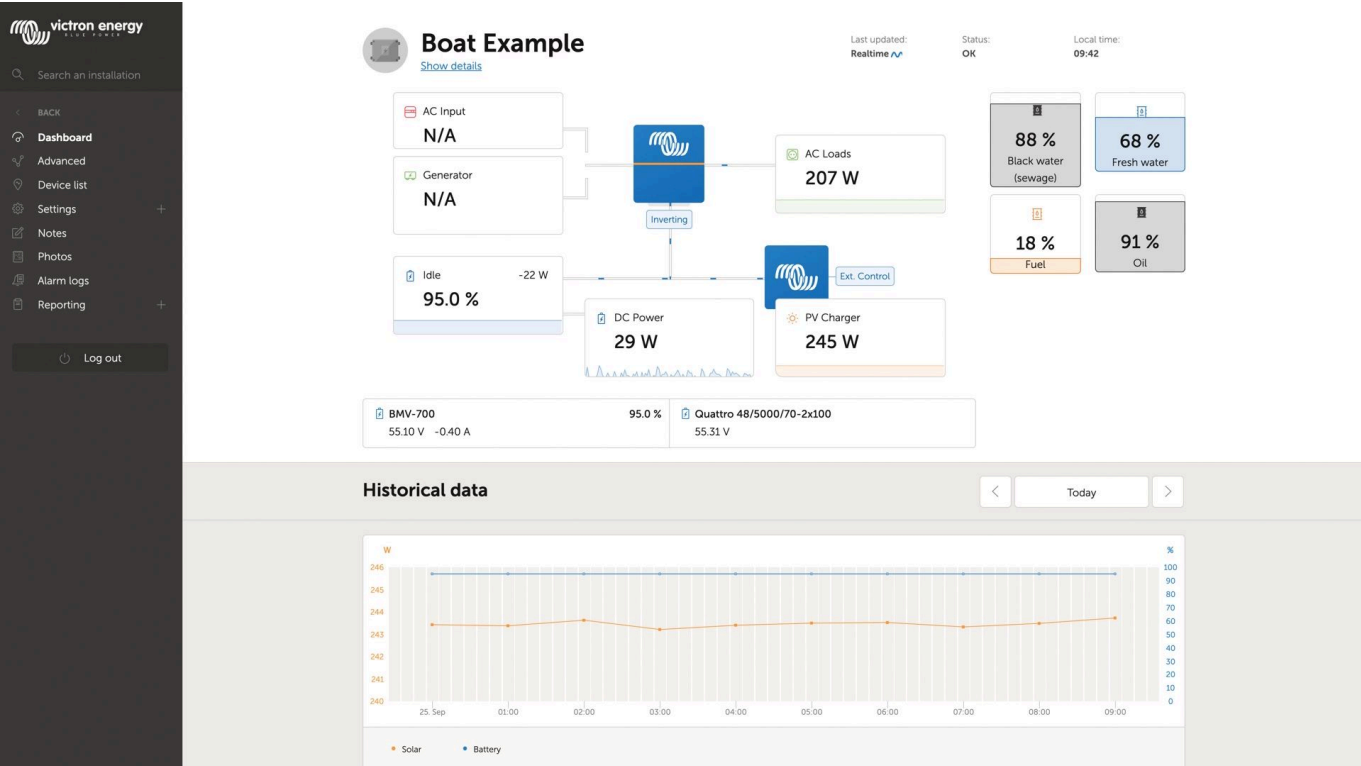 victron energy
BLUE POWER
Search an installation
BACK
Dashboard
Advanced
Device list
Settings
Notes
Photos
Alarm logs
Reporting
Log out
Boat Example
Show details
Last updated:
Realtime
Status:
OK
Local time:
09:42
AC Input
N/A
Generator
N/A
Inverting
AC Loads
207 W
Idle -22 W
95.0 %
Ext. Control
DC Power
29 W
PV Charger
245 W
88 %
Black water
(sewage)
68 %
Fresh water
18 %
Fuel
91 %
Oil
BMV-700 95.0 %
55.10 V -0.40 A
Quattro 48/5000/70-2x100
55.31 V
Historical data
Today
W
246
245
244
243
242
241
240
%
100
90
80
70
60
50
40
30
20
10
0
25. Sep 01:00 02:00 03:00 04:00 05:00 06:00 07:00 08:00 09:00
Solar Battery